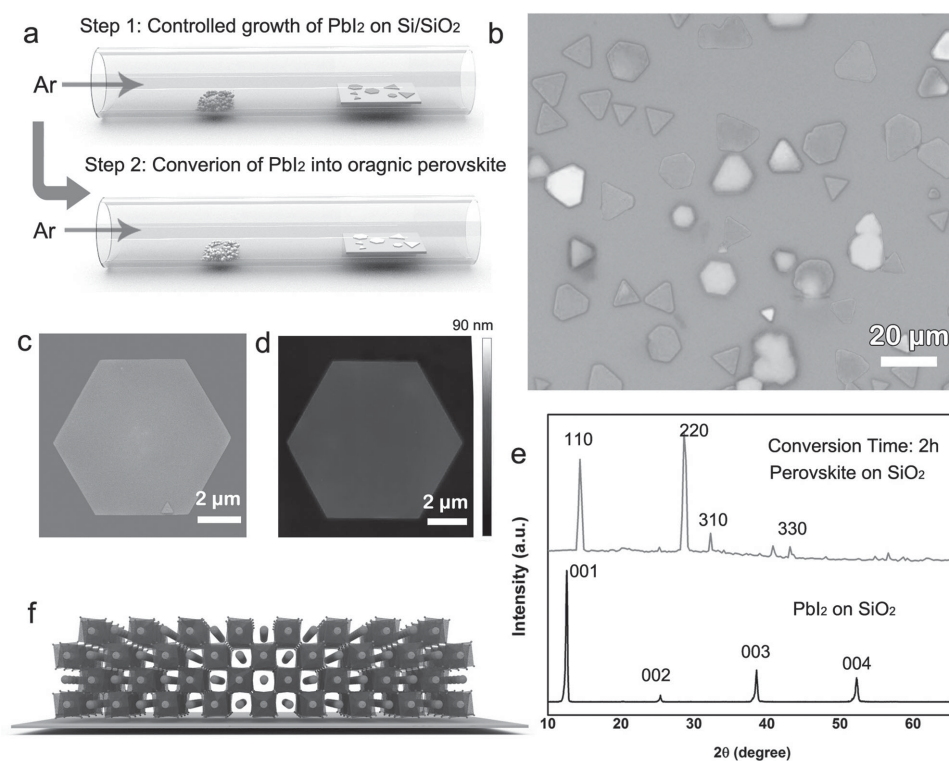 a
Step 1: Controlled growth of PbI₂ on Si/SiO₂
Ar
Step 2: Converion of PbI₂ into oragnic perovskite
Ar
b
20 µm
c
2 µm
d
90 nm
2 µm
e
110
220
310
330
Conversion Time: 2h
Perovskite on SiO₂
001
002
003
004
PbI₂ on SiO₂
Intensity (a.u.)
10 20 30 40 50 60
2θ (degree)
f